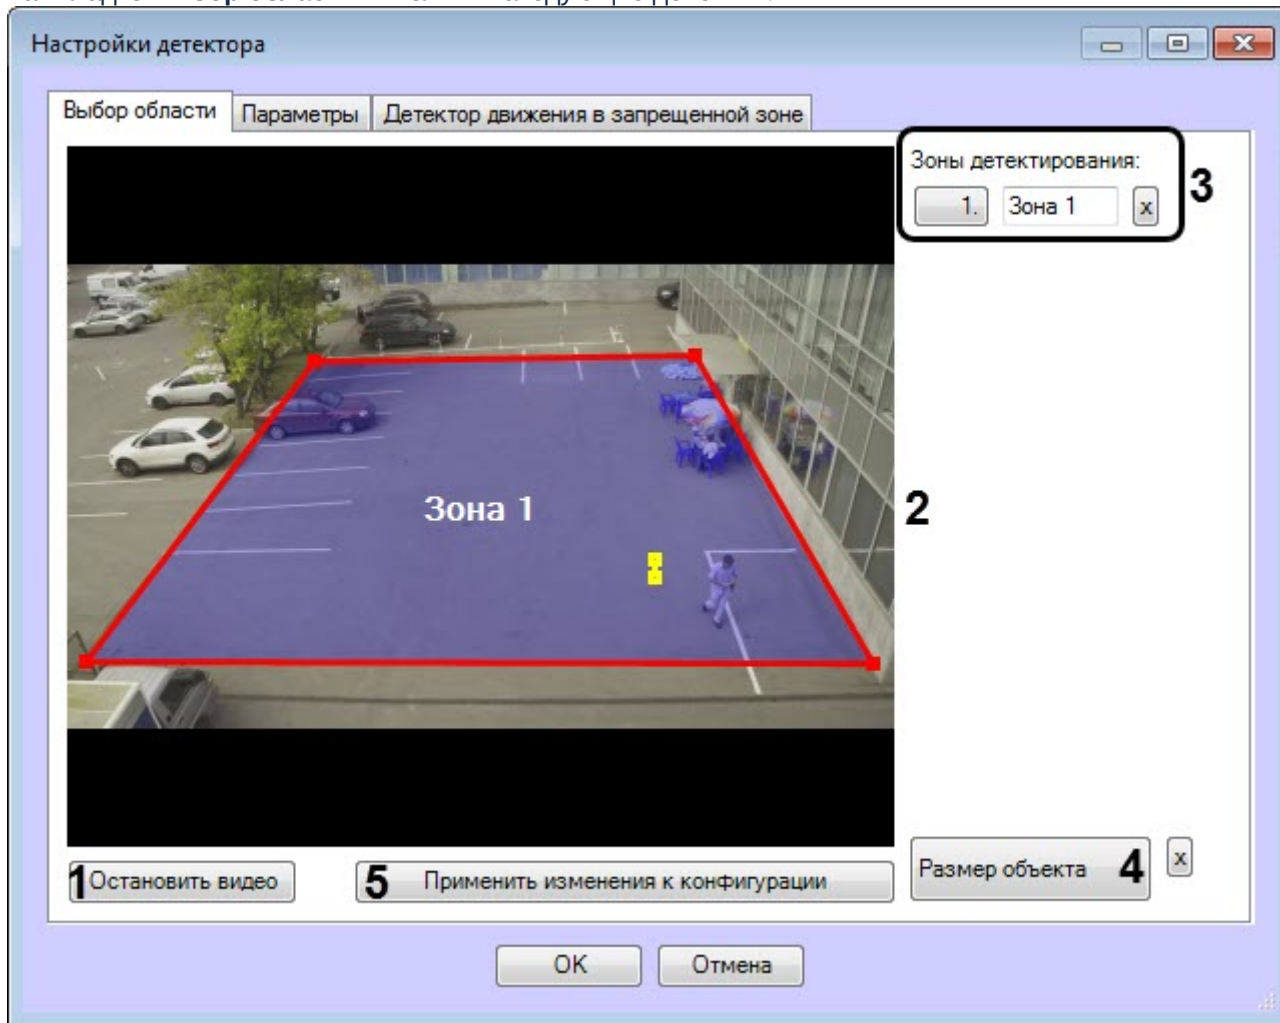 Настройки детектора
Выбор области
Параметры
Детектор движения в запрещенной зоне
Зоны детектирования:
3
1.
Зона 1
x
Зона 1
2
1
Остановить видео
5
Применить изменения к конфигурации
Размер объекта
4
x
OK
Отмена